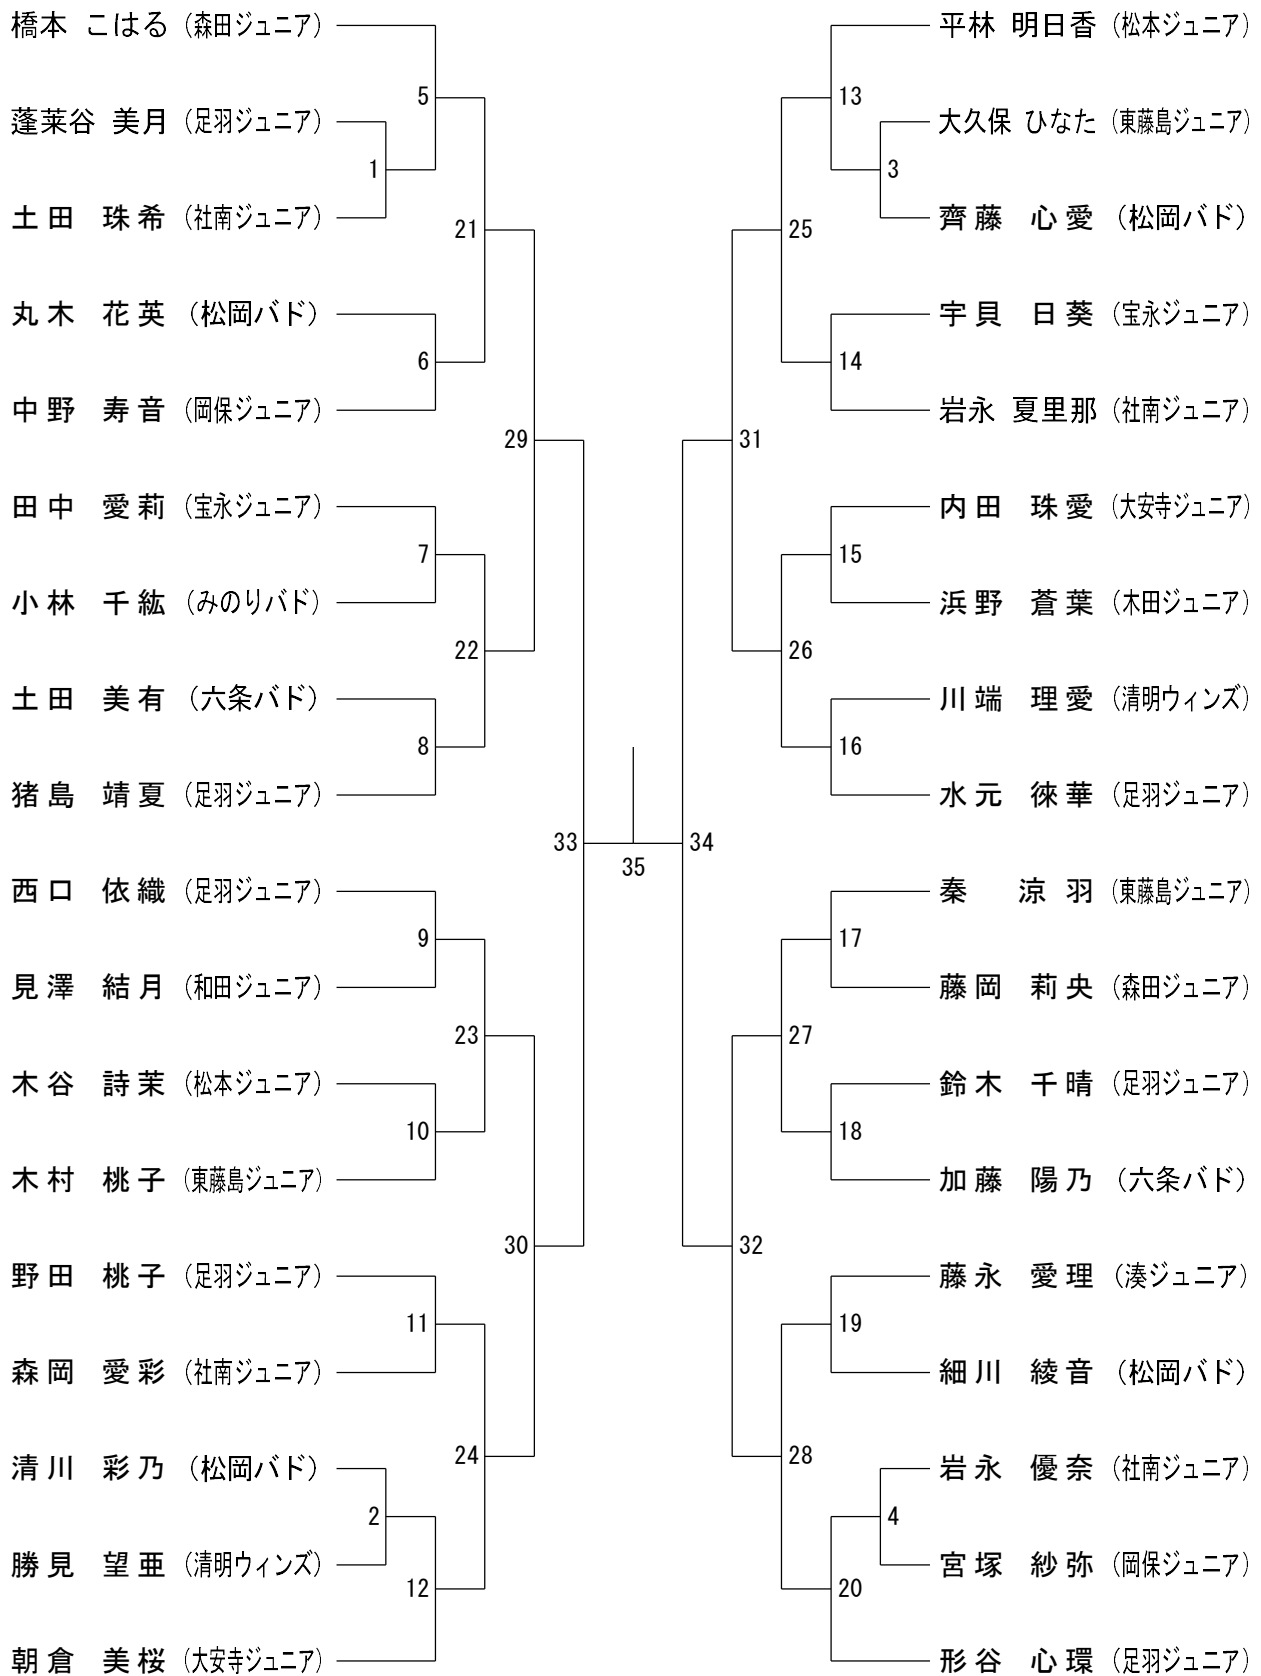 橋本 こはる (森田ジュニア)
5
蓬莱谷 美月 (足羽ジュニア)
1
土田 珠希 (社南ジュニア)
21
丸木 花英 (松岡バド)
6
中野 寿音 (岡保ジュニア)
29
田中 愛莉 (宝永ジュニア)
7
小林 千紘 (みのりバド)
22
土田 美有 (六条バド)
8
猪島 靖夏 (足羽ジュニア)
33
西口 依織 (足羽ジュニア)
9
見澤 結月 (和田ジュニア)
23
木谷 詩茉 (松本ジュニア)
10
木村 桃子 (東藤島ジュニア)
30
野田 桃子 (足羽ジュニア)
11
森岡 愛彩 (社南ジュニア)
24
清川 彩乃 (松岡バド)
2
勝見 望亜 (清明ウィンズ)
12
朝倉 美桜 (大安寺ジュニア)
35
平林 明日香 (松本ジュニア)
13
大久保 ひなた (東藤島ジュニア)
3
齊藤 心愛 (松岡バド)
25
宇貝 日葵 (宝永ジュニア)
14
岩永 夏里那 (社南ジュニア)
31
内田 珠愛 (大安寺ジュニア)
15
浜野 蒼葉 (木田ジュニア)
26
川端 理愛 (清明ウィンズ)
16
水元 徠華 (足羽ジュニア)
34
秦 涼羽 (東藤島ジュニア)
17
藤岡 莉央 (森田ジュニア)
27
鈴木 千晴 (足羽ジュニア)
18
加藤 陽乃 (六条バド)
32
藤永 愛理 (湊ジュニア)
19
細川 綾音 (松岡バド)
28
岩永 優奈 (社南ジュニア)
4
宮塚 紗弥 (岡保ジュニア)
20
形谷 心環 (足羽ジュニア)